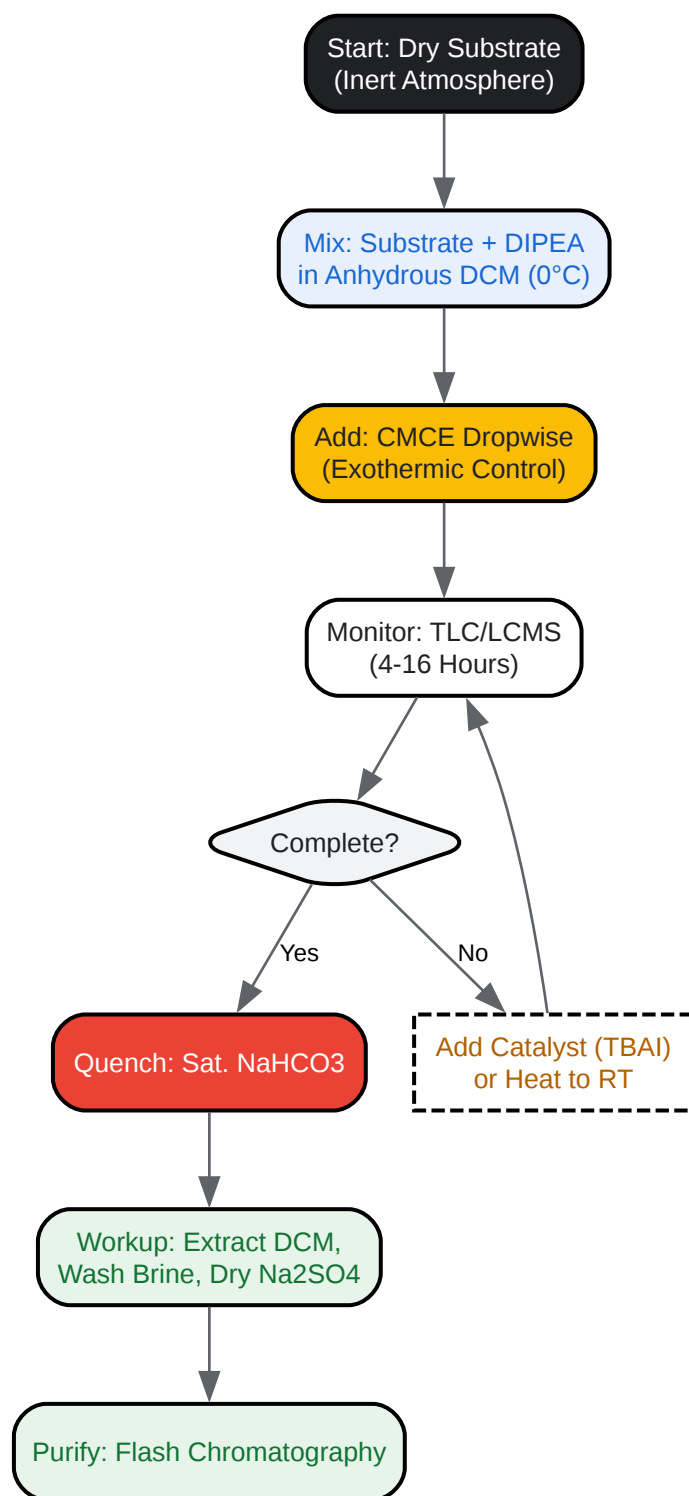 Start: Dry Substrate
(Inert Atmosphere)
Mix: Substrate + DIPEA
in Anhydrous DCM (0°C)
Add: CMCE Dropwise
(Exothermic Control)
Monitor: TLC/LCMS
(4-16 Hours)
Complete?
Yes
No
Quench: Sat. NaHCO3
Add Catalyst (TBAI)
or Heat to RT
Workup: Extract DCM,
Wash Brine, Dry Na2SO4
Purify: Flash Chromatography